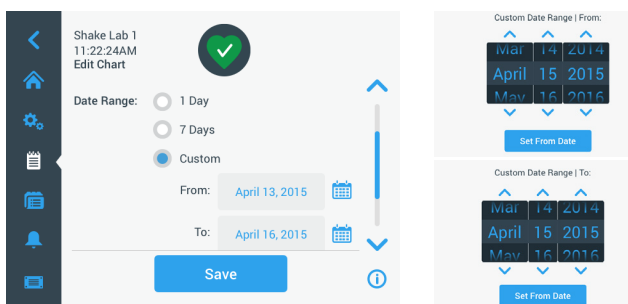 Shake Lab 1
11:22:24AM
Edit Chart
Date Range:
1 Day
7 Days
Custom
From: April 13, 2015
To: April 16, 2015
Save
Custom Date Range | From:
Mar 14 2014
April 15 2015
May 16 2016
Set From Date
Custom Date Range | To:
Mar 14 2014
April 15 2015
May 16 2016
Set From Date